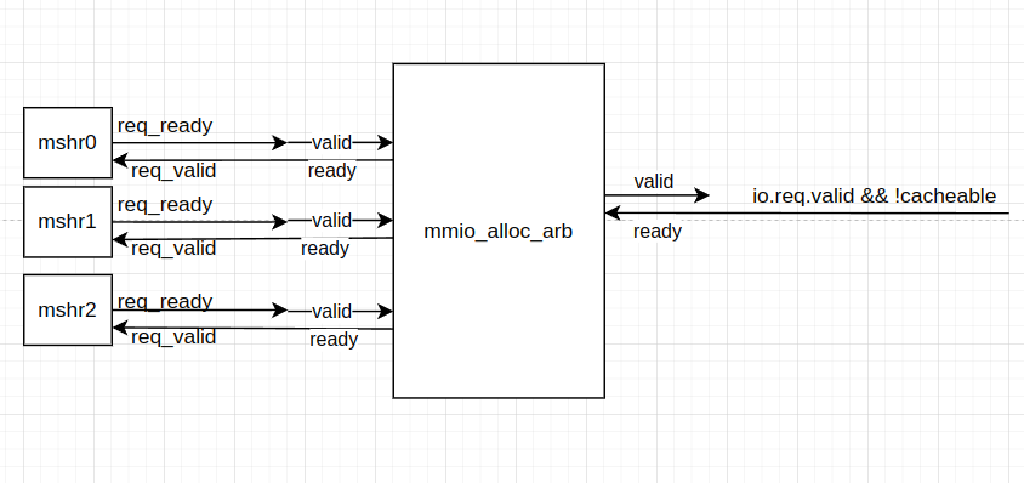 mshr0
req_ready
valid
req_valid
ready
mshr1
req_ready
valid
req_valid
ready
mshr2
req_ready
valid
req_valid
ready
mmio_alloc_arb
valid
ready
io.req.valid && !cacheable